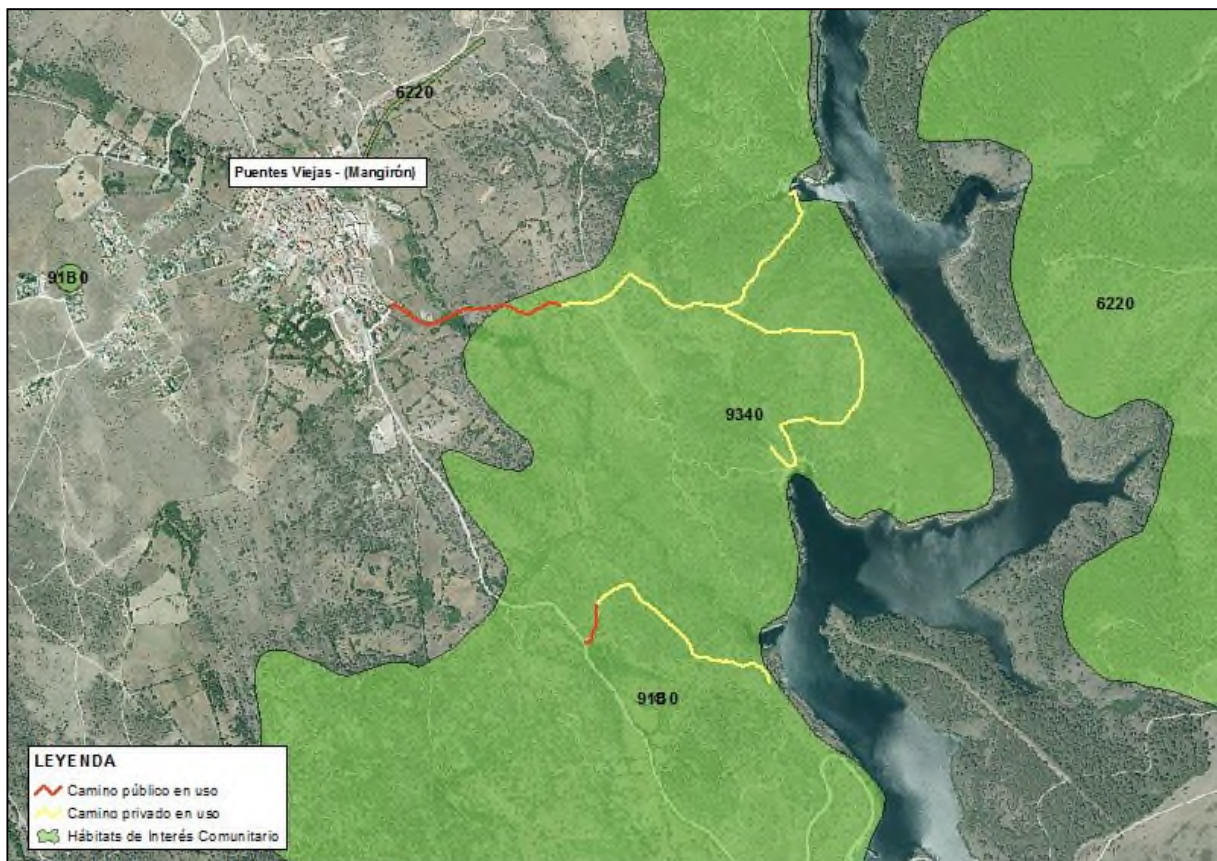 6220
Puentes Viejas - (Mangirón)
91B0
6220
9340
91B0
LEYENDA
Camino público en uso
Camino privado en uso
Hábitats de Interés Comunitario